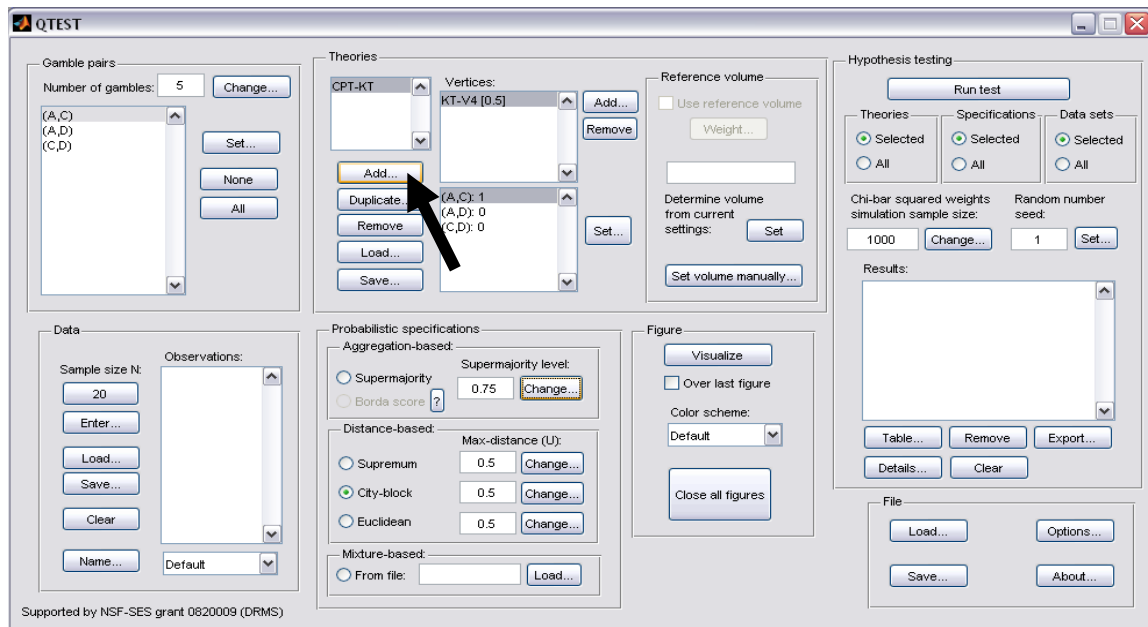 QTEST
Gamble pairs
Number of gambles: 5 Change...
(A,C)
(A,D)
(C,D)
Set...
None
All
Theories
CPT-KT
Add...
Duplicate...
Remove
Load...
Save...
Vertices:
KT-V4 [0.5]
Add...
Remove
(A,C): 1
(A,D): 0
(C,D): 0
Set...
Reference volume
Use reference volume
Weight...
Determine volume
from current
settings: Set
Set volume manually...
Hypothesis testing
Run test
Theories
Selected
All
Specifications
Selected
All
Data sets
Selected
All
Chi-bar squared weights
simulation sample size:
1000 Change...
Random number
seed:
1 Set...
Results:
Table... Remove Export...
Details... Clear
Data
Sample size N:
20
Enter...
Load...
Save...
Clear
Name...
Observations:
Default
Probabilistic specifications
Aggregation-based:
Supermajority level:
Supermajority 0.75 Change...
Borda score ?
Distance-based:
Max-distance (U):
Supremum 0.5 Change...
City-block 0.5 Change...
Euclidean 0.5 Change...
Mixture-based:
From file: Load...
Figure
Visualize
Over last figure
Color scheme:
Default
Close all figures
File
Load... Options...
Save... About...
Supported by NSF-SES grant 0820009 (DRMS)